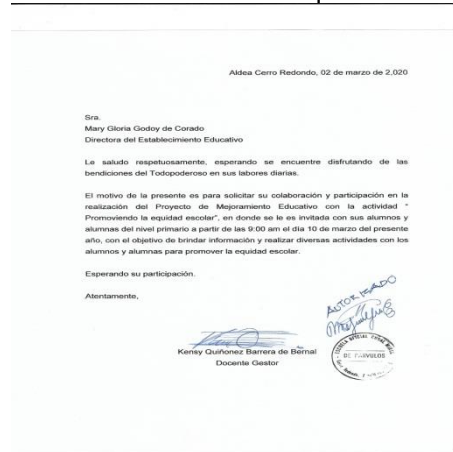 Aldea Cerro Redondo, 02 de marzo de 2,020
Sra.
Mary Gloria Godoy de Corado
Directora del Establecimiento Educativo
Le saludo respetuosamente, esperando se encuentre disfrutando de las
bendiciones del Todopoderoso en sus labores diarias.
El motivo de la presente es para solicitar su colaboración y participación en la
realización del Proyecto de Mejoramiento Educativo con la actividad "
Promoviendo la equidad escolar", en donde se le es invitada con sus alumnos y
alumnas del nivel primario a partir de las 9:00 am el día 10 de marzo del presente
año, con el objetivo de brindar información y realizar diversas actividades con los
alumnos y alumnas para promover la equidad escolar.
Esperando su participación.
Atentamente,
AUTORIZADO
Kensy Quiñonez Barrera de Bernal
Docente Gestor
ESCUELA OFICIAL
DE PARVULOS